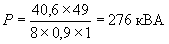 P = 40,6 × 49 / 8 × 0,9 × 1 = 276 кВА